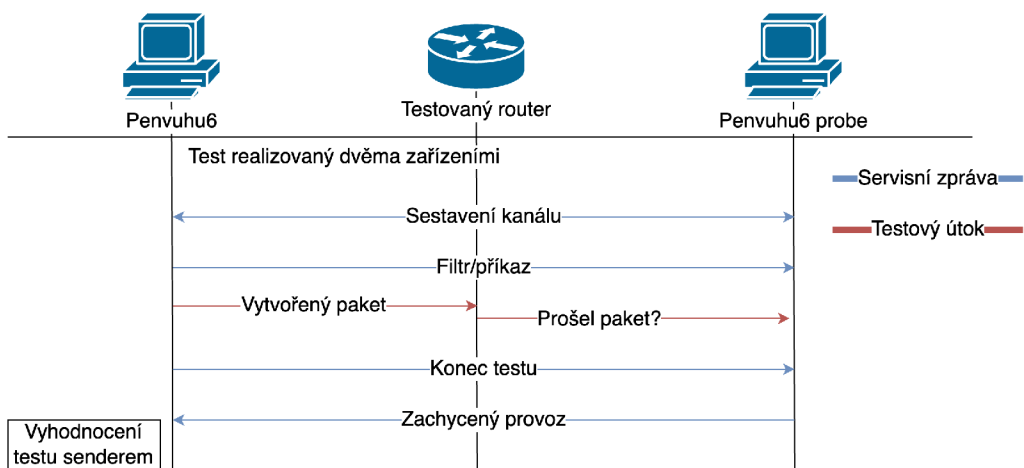 Penvuhu6
Testovaný router
Penvuhu6 probe
Test realizovaný dvěma zařízeními
Servisní zpráva
Sestavení kanálu
Testový útok
Filtr/příkaz
Vytvořený paket
Prošel paket?
Konec testu
Zachycený provoz
Vyhodnocení
testu senderem